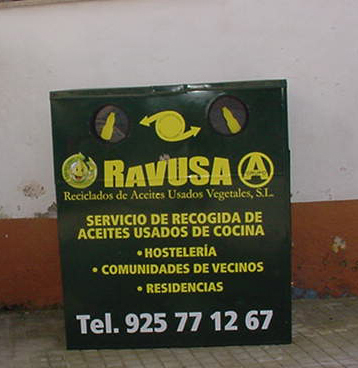 RAVUSA A
Reciclados de Aceites Usados Vegetales, S.L.
SERVICIO DE RECOGIDA DE
ACEITES USADOS DE COCINA
• HOSTELERÍA
• COMUNIDADES DE VECINOS
• RESIDENCIAS
Tel. 925 77 12 67